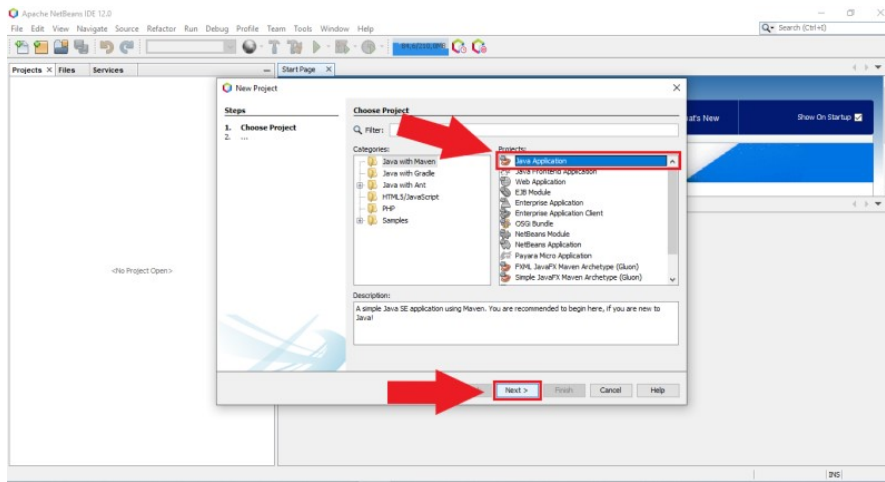 Apache NetBeans IDE 12.0
File Edit View Navigate Source Refactor Run Debug Profile Team Tools Window Help
Search (Ctrl+I)
Projects Files Services
Start Page
New Project
Steps
1. Choose Project
2. ...
Choose Project
Filter:
Categories:
Java with Maven
Java with Gradle
Java with Ant
HTML5/JavaScript
PHP
Samples
Projects:
Java Application
Java Frontend Application
Web Application
EJB Module
Enterprise Application
Enterprise Application Client
OSGi Bundle
NetBeans Module
NetBeans Application
Payara Micro Application
FXML JavaFX Maven Archetype (Gluon)
Simple JavaFX Maven Archetype (Gluon)
Description:
A simple Java SE application using Maven. You are recommended to begin here, if you are new to
Java!
Next > Finish Cancel Help
New
Show On Startup
<No Project Open>
INS